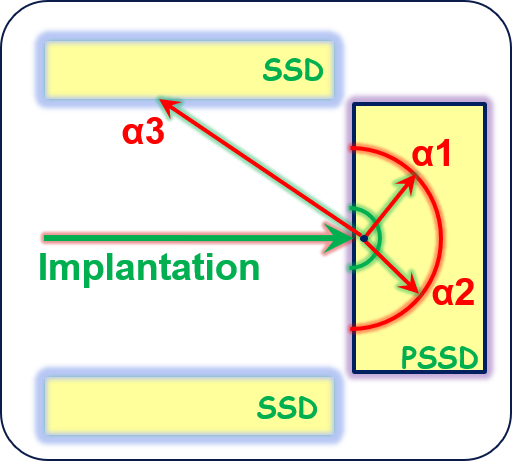 SSD
α3
α1
Implantation
α2
PSSD
SSD